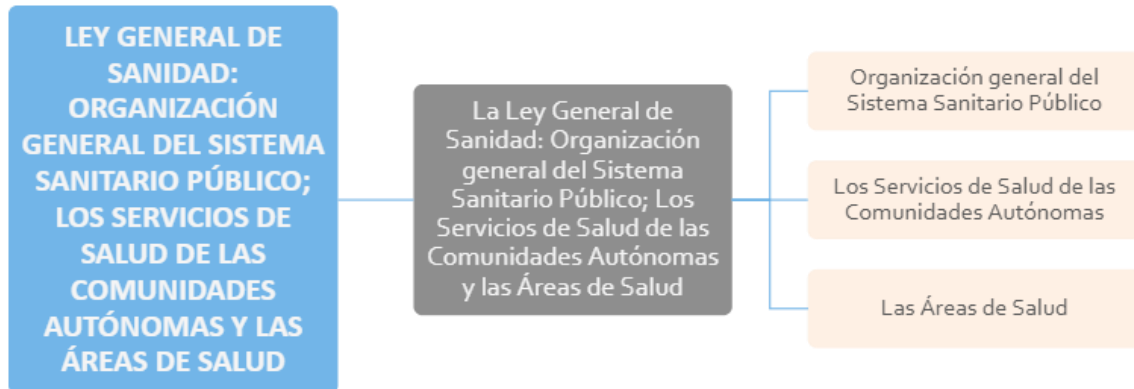 LEY GENERAL DE
SANIDAD:
ORGANIZACIÓN
GENERAL DEL SISTEMA
SANITARIO PÚBLICO;
LOS SERVICIOS DE
SALUD DE LAS
COMUNIDADES
AUTÓNOMAS Y LAS
ÁREAS DE SALUD
La Ley General de
Sanidad: Organización
general del Sistema
Sanitario Público; Los
Servicios de Salud de las
Comunidades Autónomas
y las Áreas de Salud
Organización general del
Sistema Sanitario Público
Los Servicios de Salud de las
Comunidades Autónomas
Las Áreas de Salud